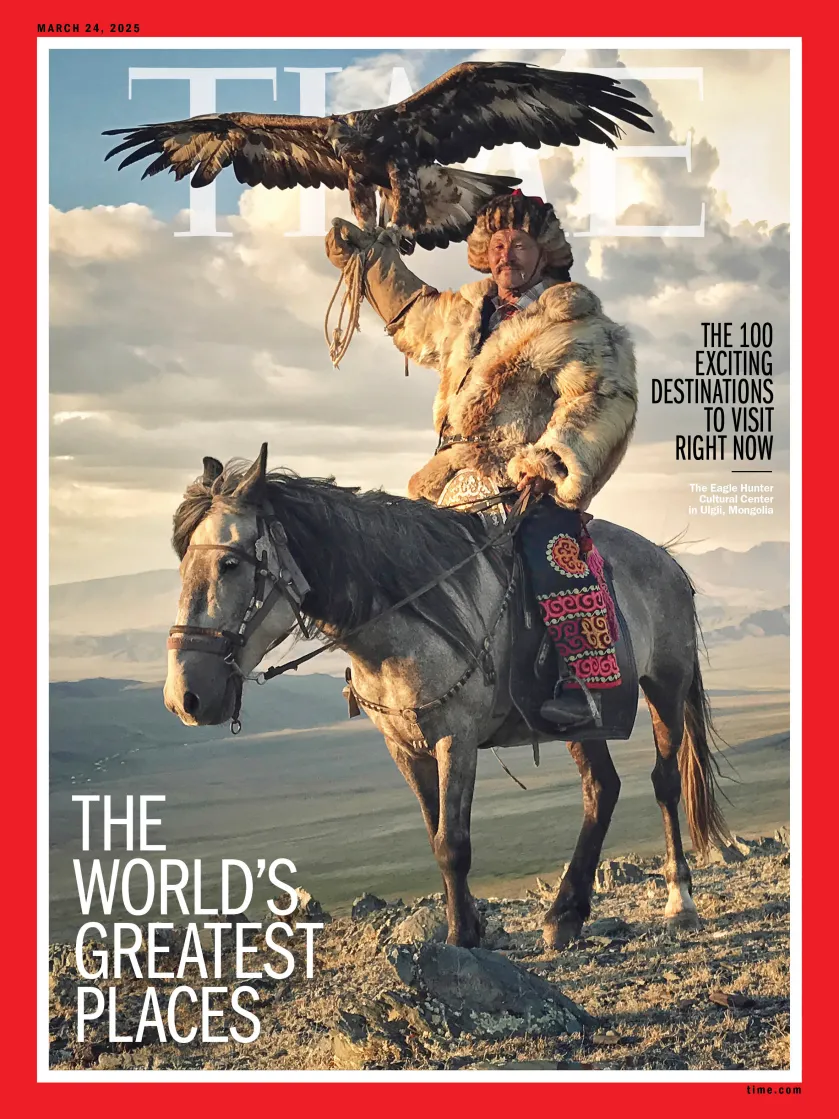 MARCH 24, 2025
TIME
THE 100
EXCITING
DESTINATIONS
TO VISIT
RIGHT NOW
The Eagle Hunter
Cultural Center
in Ulgii, Mongolia
THE
WORLD'S
GREATEST
PLACES
time.com